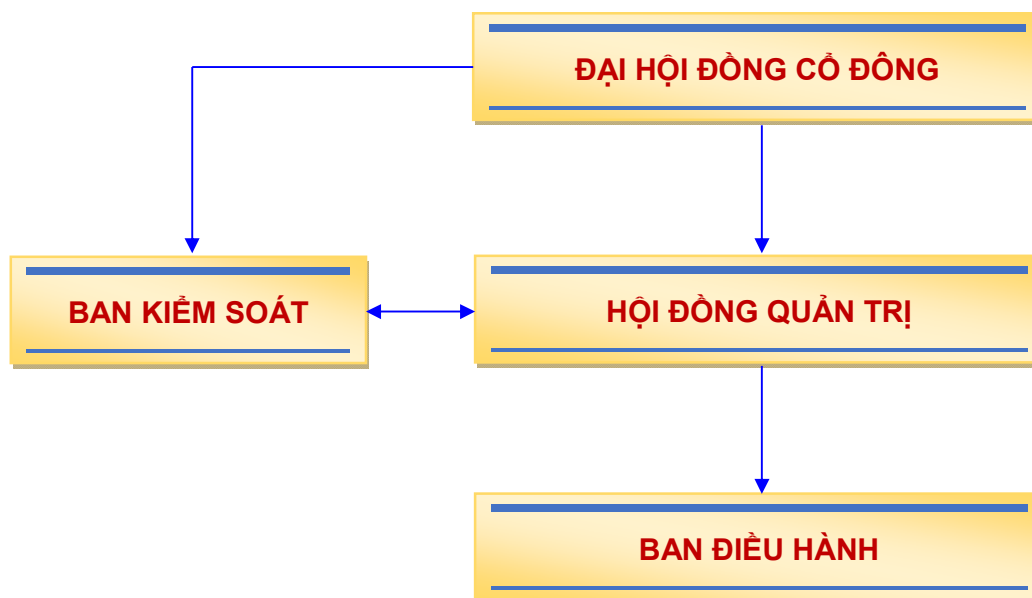 ĐẠI HỘI ĐỒNG CỔ ĐÔNG
BAN KIỂM SOÁT
HỘI ĐỒNG QUẢN TRỊ
BAN ĐIỀU HÀNH